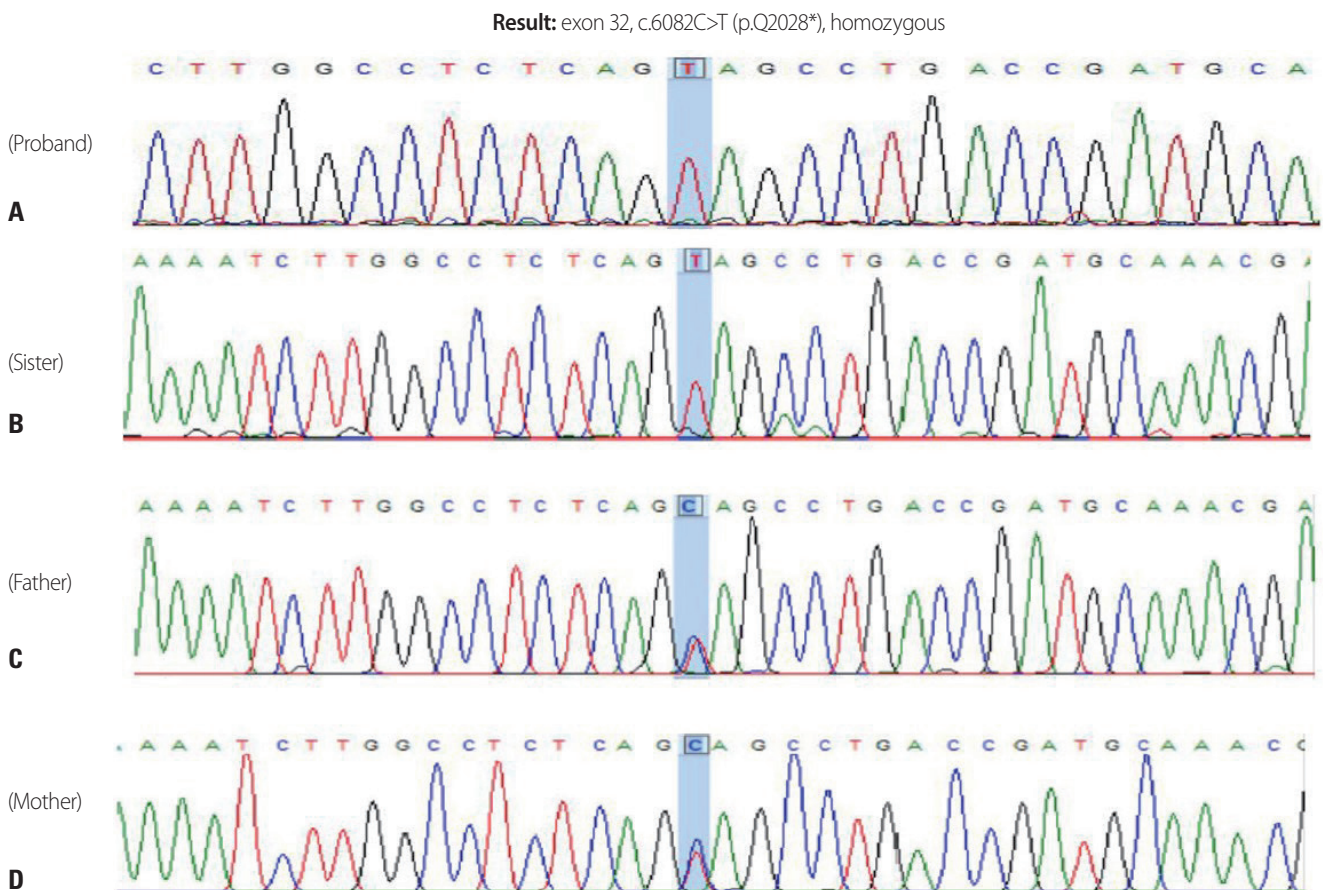 Result: exon 32, c.6082C>T (p.Q2028*), homozygous
C T T G G C C T C T C A G T A G C C T G A C C G A T G C A
(Proband)
A
A A A A T C T T G G C C T C T C A G T A G C C T G A C C G A T G C A A A C G
(Sister)
B
A A A A T C T T G G C C T C T C A G C A G C C T G A C C G A T G C A A A C G A
(Father)
C
A A A T C T T G G C C T C T C A G C A G C C T G A C C G A T G C A A A C
(Mother)
D